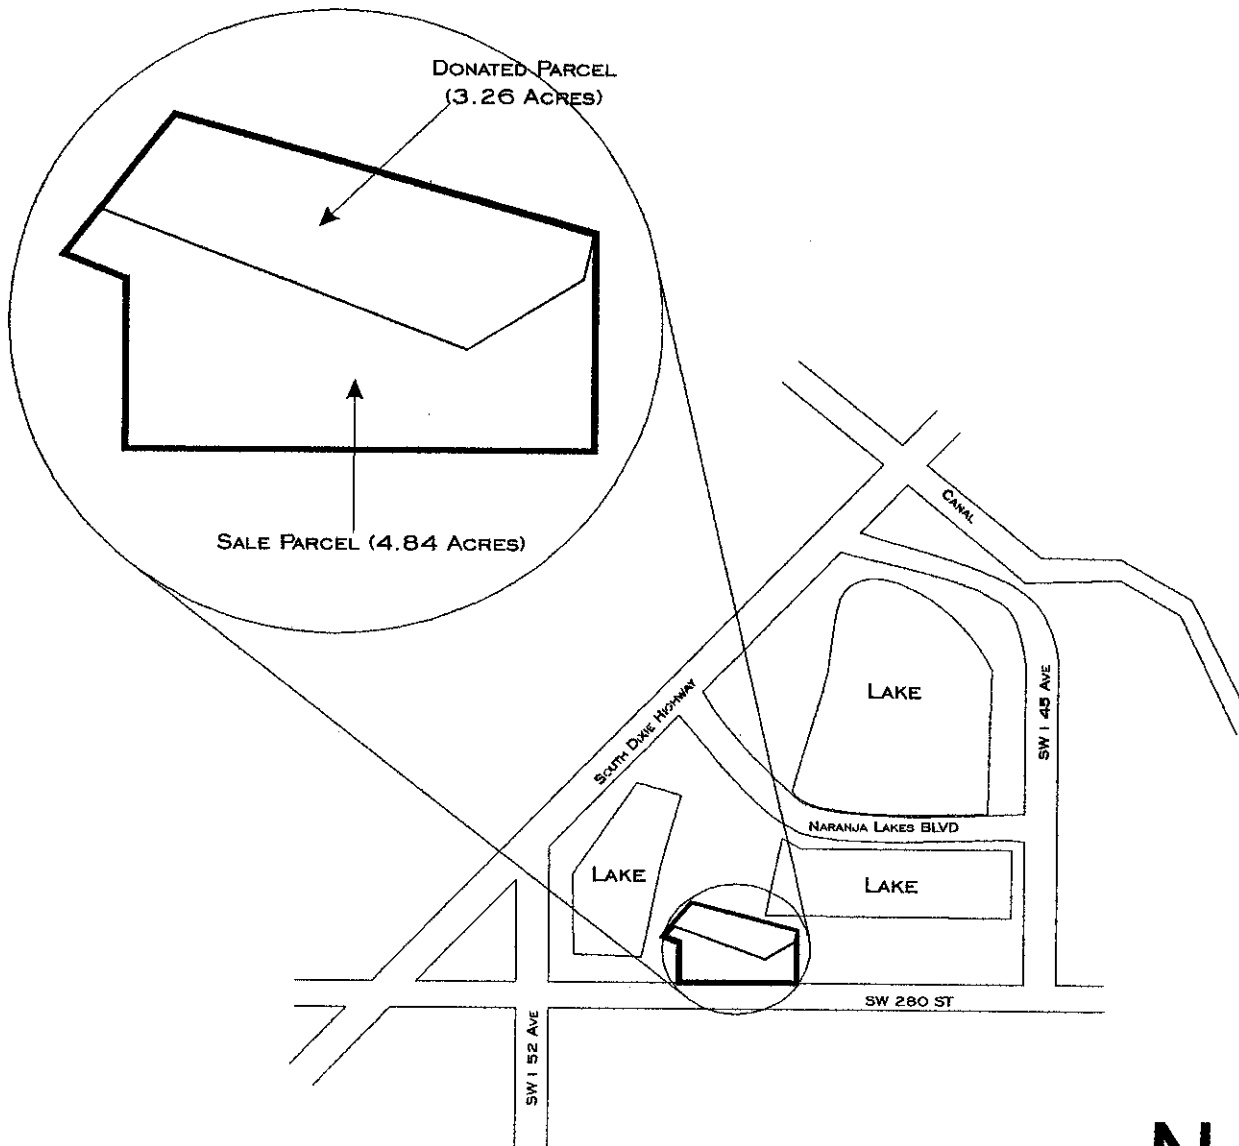 DONATED PARCEL
(3.26 ACRES)
SALE PARCEL (4.84 ACRES)
CANAL
LAKE
SW 145 AVE
SOUTH DIXIE HIGHWAY
NARANJA LAKES BLVD
LAKE
LAKE
SW 280 ST
SW 152 AVE
N